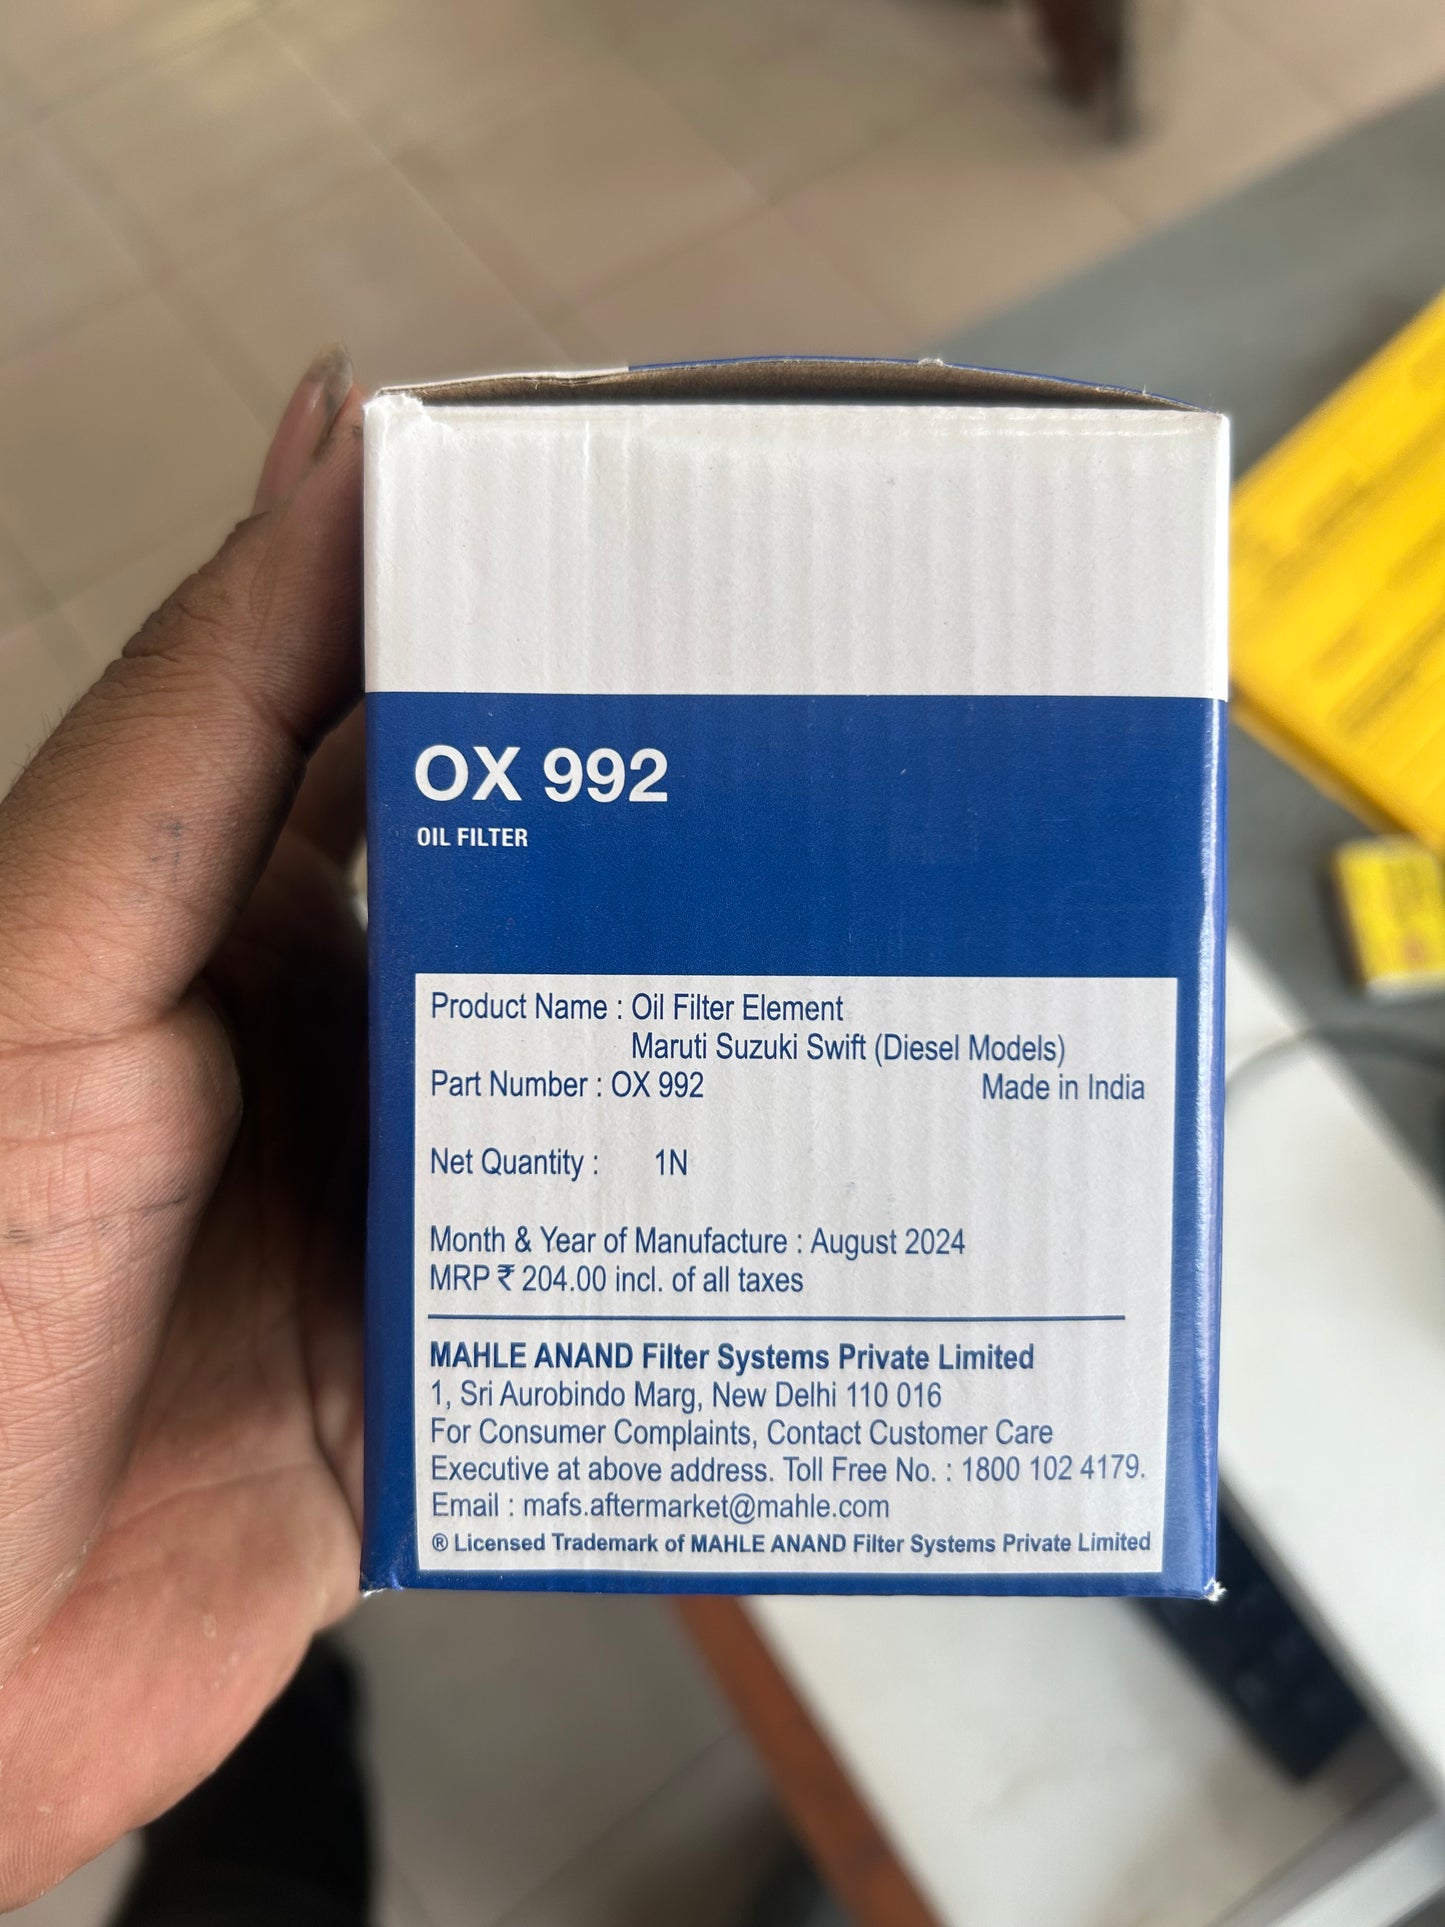 OX 992
OIL FILTER
Product Name : Oil Filter Element
Maruti Suzuki Swift (Diesel Models)
Part Number : OX 992 Made in India
Net Quantity : 1N
Month & Year of Manufacture : August 2024
MRP ₹ 204.00 incl. of all taxes
MAHLE ANAND Filter Systems Private Limited
1, Sri Aurobindo Marg, New Delhi 110 016
For Consumer Complaints, Contact Customer Care
Executive at above address. Toll Free No. : 1800 102 4179.
Email : mafs.aftermarket@mahle.com
® Licensed Trademark of MAHLE ANAND Filter Systems Private Limited